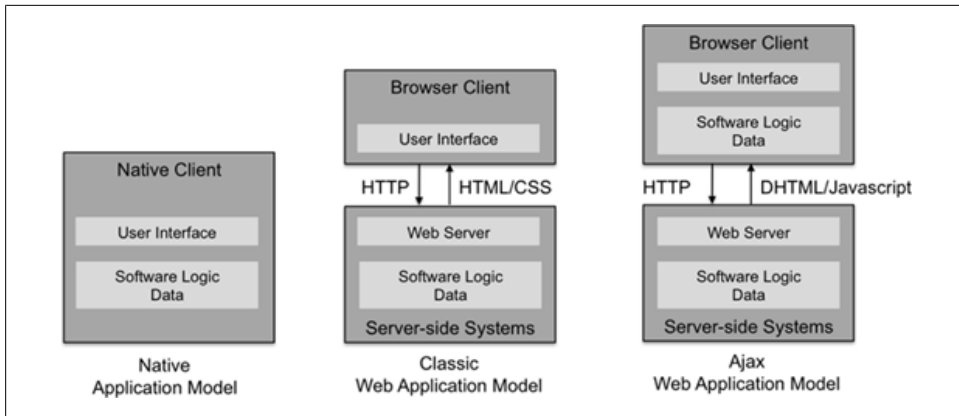 Native Client
User Interface
Software Logic
Data
Native
Application Model
Browser Client
User Interface
HTTP
HTML/CSS
Web Server
Software Logic
Data
Server-side Systems
Classic
Web Application Model
Browser Client
User Interface
Software Logic
Data
HTTP
DHTML/Javascript
Web Server
Software Logic
Data
Server-side Systems
Ajax
Web Application Model